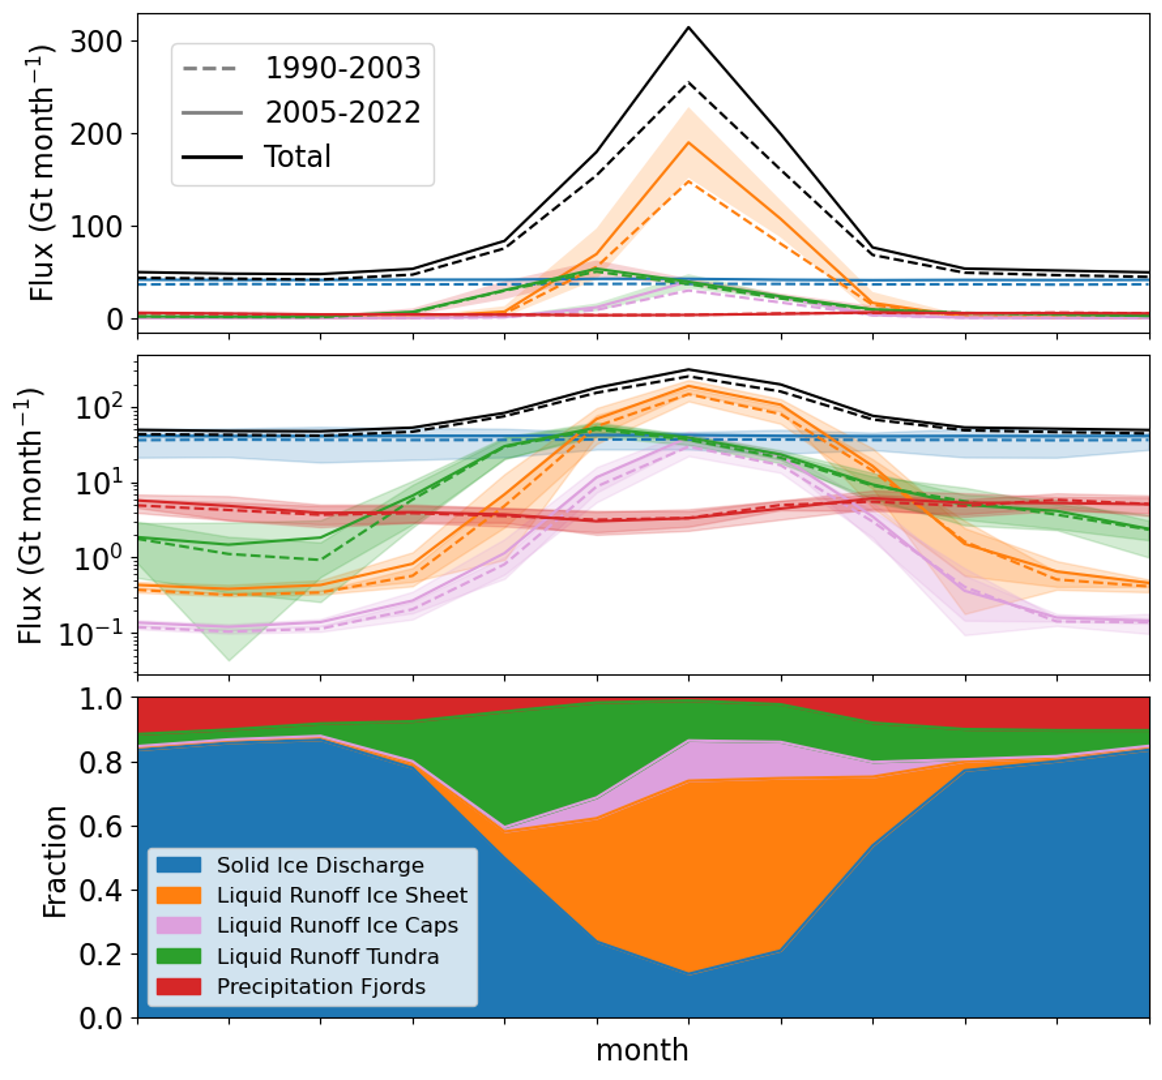 Flux (Gt month⁻¹)
300
200
100
0
1990-2003
2005-2022
Total
Flux (Gt month⁻¹)
10²
10¹
10⁰
10⁻¹
Fraction
1.0
0.8
0.6
0.4
0.2
0.0
Solid Ice Discharge
Liquid Runoff Ice Sheet
Liquid Runoff Ice Caps
Liquid Runoff Tundra
Precipitation Fjords
month